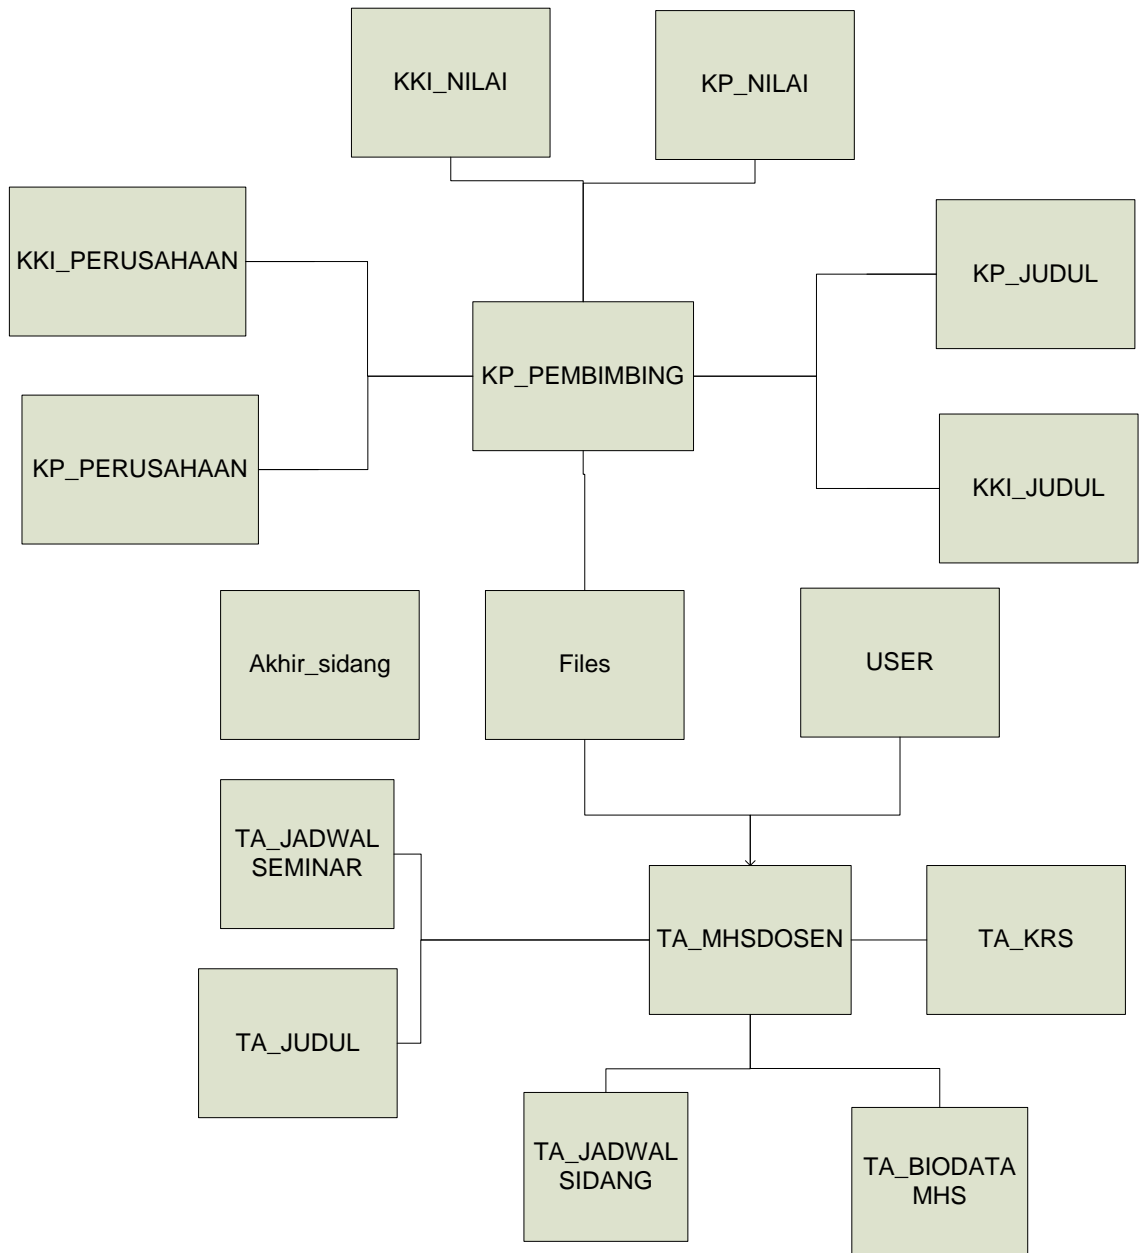 KKI_NILAI
KP_NILAI
KKI_PERUSAHAAN
KP_JUDUL
KP_PEMBIMBING
KP_PERUSAHAAN
KKI_JUDUL
Akhir_sidang
Files
USER
TA_JADWAL
SEMINAR
TA_MHSDOSEN
TA_KRS
TA_JUDUL
TA_JADWAL
SIDANG
TA_BIODATA
MHS